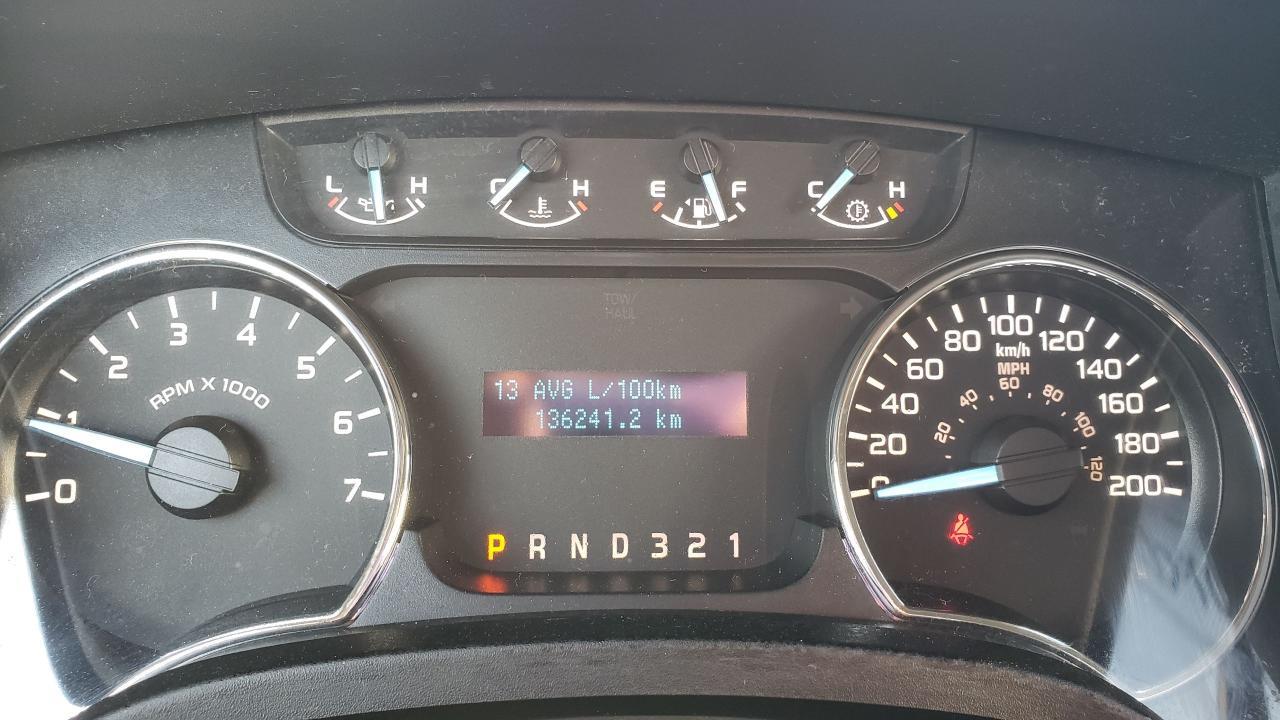 L H
C H
E F
C H
0 1 2 3 4 5 6 7
RPM X 1000
TOW/
HAUL
13 AVG L/100km
136241.2 km
P R N D 3 2 1
0 20 40 60 80 100 120 140 160 180 200
km/h
MPH
20 40 60 80 100 120